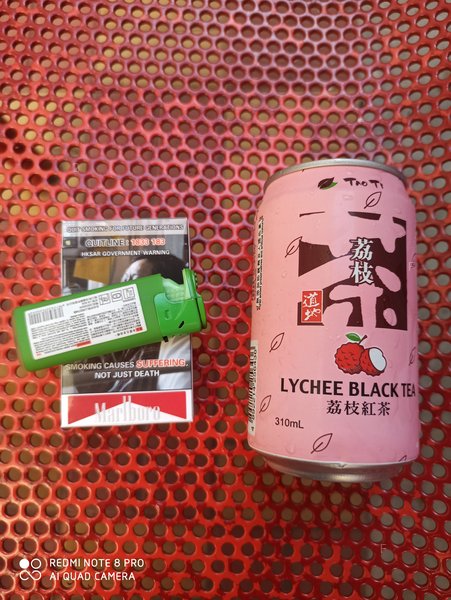 QUIT SMOKING FOR FUTURE GENERATIONS
QUITLINE: 1833 183
HKSAR GOVERNMENT WARNING
SMOKING CAUSES SUFFERING,
NOT JUST DEATH
Marlboro
Tao Ti
茶
荔枝
道地
LYCHEE BLACK TEA
荔枝紅茶
310mL
REDMI NOTE 8 PRO
AI QUAD CAMERA